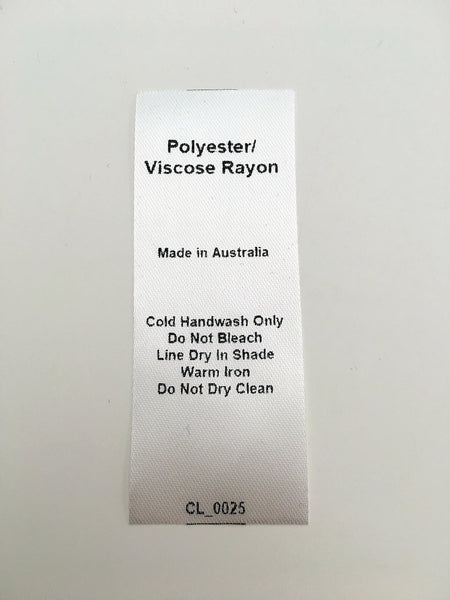 Polyester/
Viscose Rayon
Made in Australia
Cold Handwash Only
Do Not Bleach
Line Dry In Shade
Warm Iron
Do Not Dry Clean
CL_0025